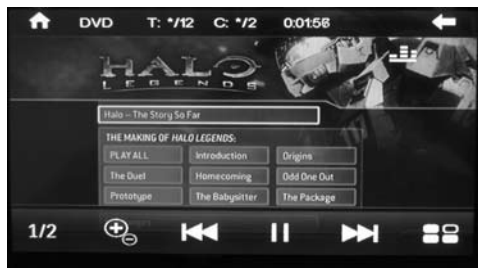 DVD T: */12 C: */2 0:01:56
HALO
LEGENDS
Halo – The Story So Far
THE MAKING OF HALO LEGENDS:
PLAY ALL Introduction Origins
The Duel Homecoming Odd One Out
Prototype The Babysitter The Package
1/2